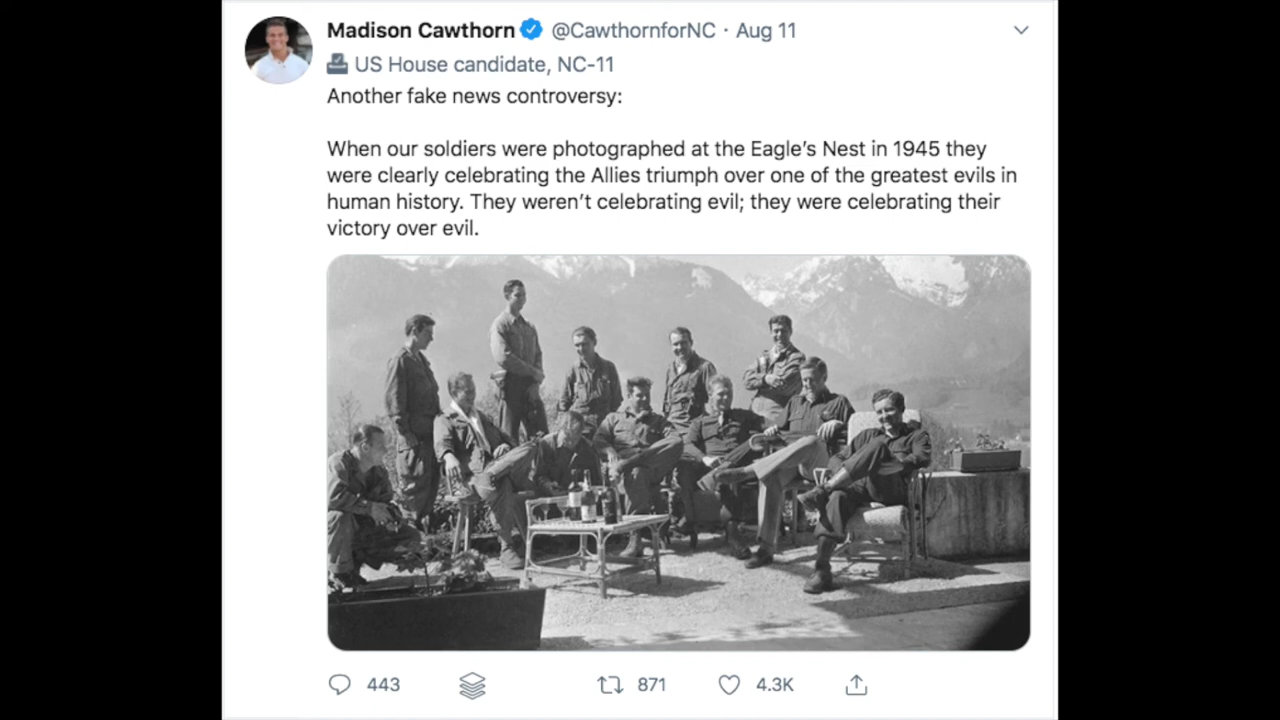 Madison Cawthorn @CawthornforNC · Aug 11
US House candidate, NC-11
Another fake news controversy:
When our soldiers were photographed at the Eagle’s Nest in 1945 they
were clearly celebrating the Allies triumph over one of the greatest evils in
human history. They weren’t celebrating evil; they were celebrating their
victory over evil.
443 871 4.3K